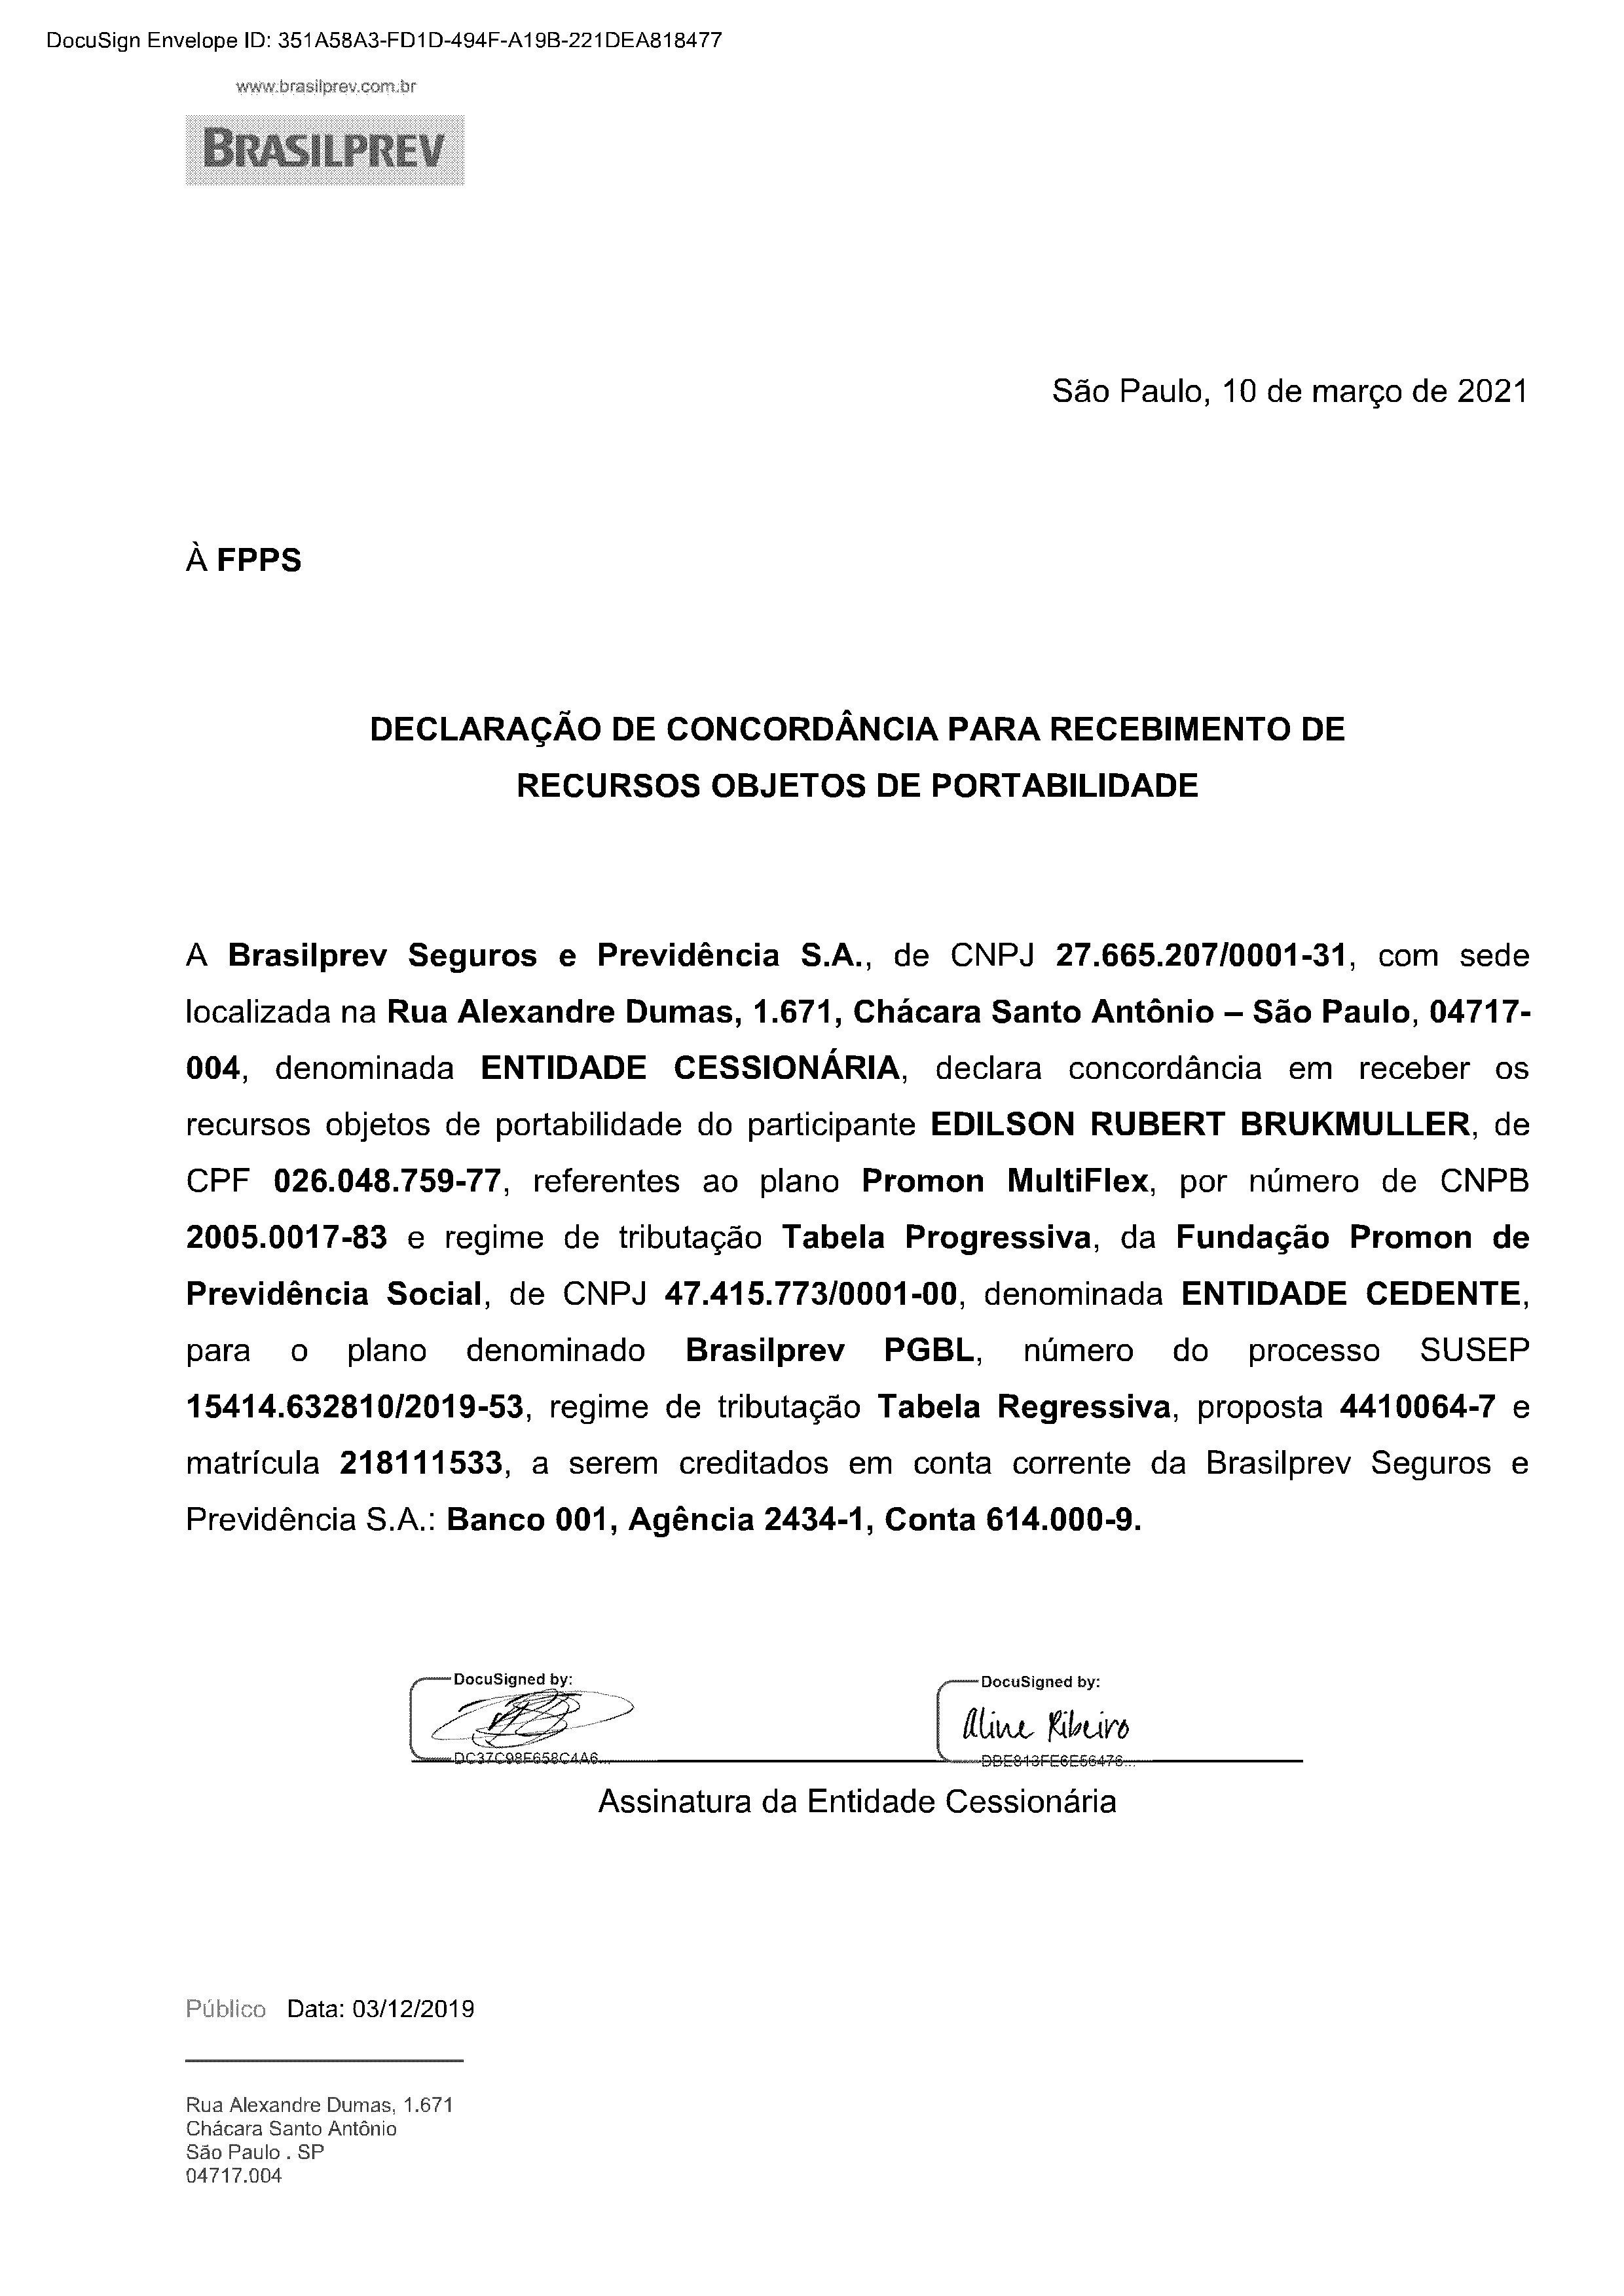 DocuSign Envelope ID: 351A58A3-FD1D-494F-A19B-221DEA818477
www.brasilprev.com.br
BRASILPREV
São Paulo, 10 de março de 2021
À FPPS
DECLARAÇÃO DE CONCORDÂNCIA PARA RECEBIMENTO DE
RECURSOS OBJETOS DE PORTABILIDADE
A Brasilprev Seguros e Previdência S.A., de CNPJ 27.665.207/0001-31, com sede
localizada na Rua Alexandre Dumas, 1.671, Chácara Santo Antônio – São Paulo, 04717-
004, denominada ENTIDADE CESSIONÁRIA, declara concordância em receber os
recursos objetos de portabilidade do participante EDILSON RUBERT BRUKMULLER, de
CPF 026.048.759-77, referentes ao plano Promon MultiFlex, por número de CNPB
2005.0017-83 e regime de tributação Tabela Progressiva, da Fundação Promon de
Previdência Social, de CNPJ 47.415.773/0001-00, denominada ENTIDADE CEDENTE,
para o plano denominado Brasilprev PGBL, número do processo SUSEP
15414.632810/2019-53, regime de tributação Tabela Regressiva, proposta 4410064-7 e
matrícula 218111533, a serem creditados em conta corrente da Brasilprev Seguros e
Previdência S.A.: Banco 001, Agência 2434-1, Conta 614.000-9.
DocuSigned by:
DC37C98F658C4A6...
DocuSigned by:
Aline Ribeiro
DBE813FE6E56476...
Assinatura da Entidade Cessionária
Público Data: 03/12/2019
Rua Alexandre Dumas, 1.671
Chácara Santo Antônio
São Paulo . SP
04717.004